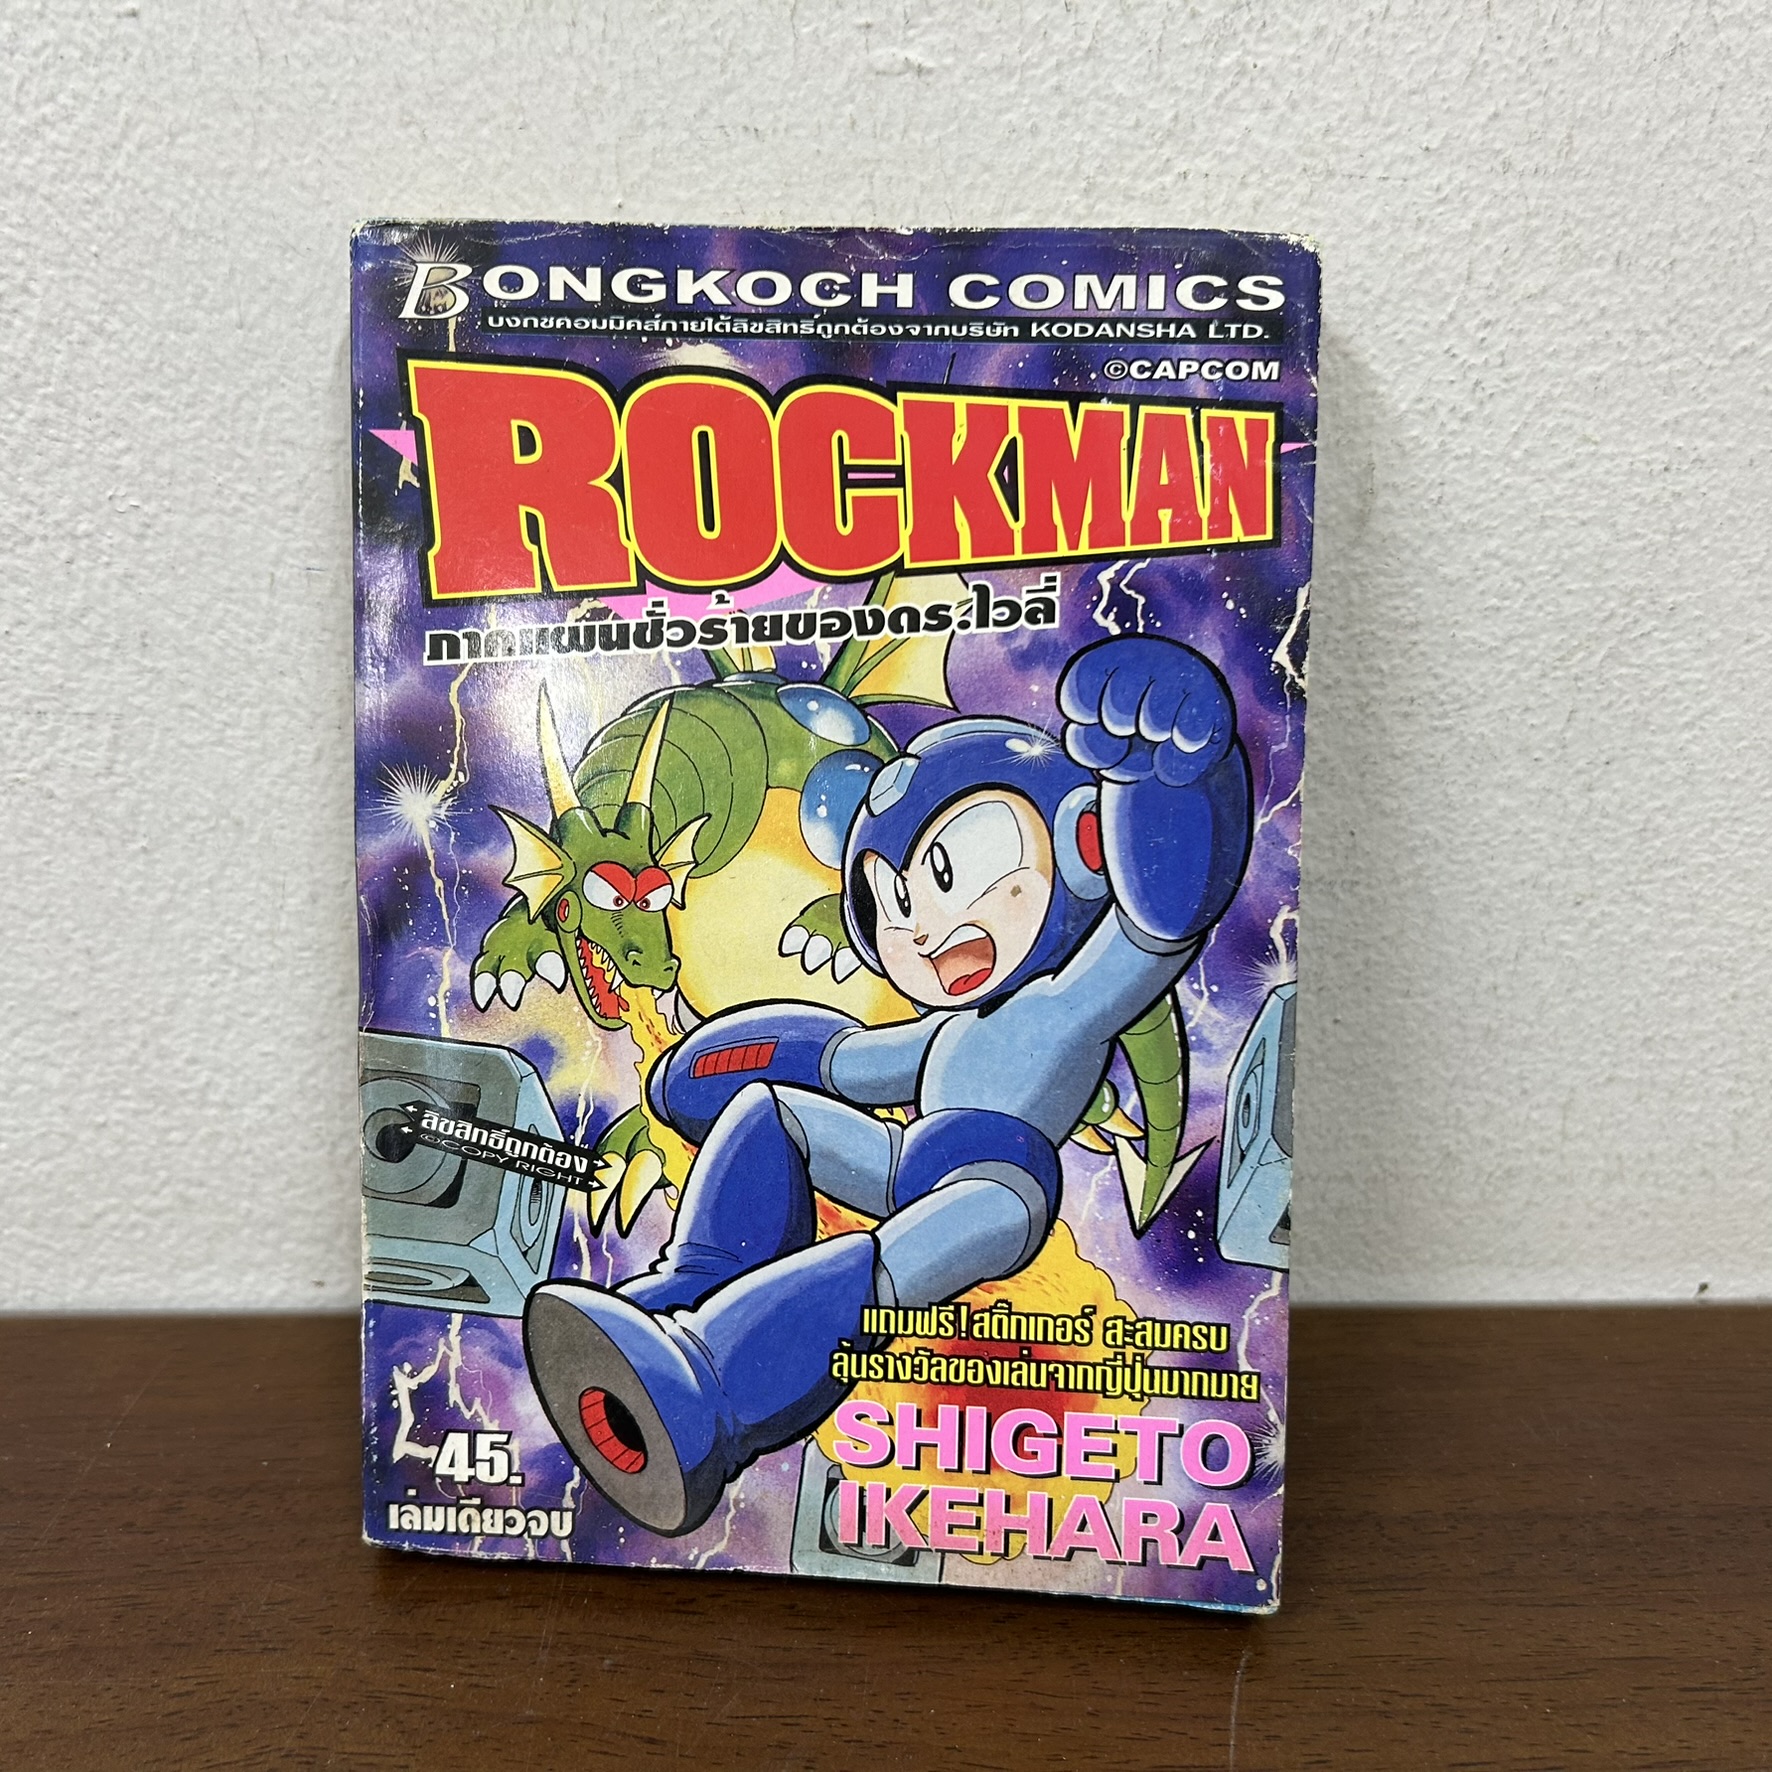 BONGKOCH COMICS
บงกชคอมมิคส์ภายใต้ลิขสิทธิ์ถูกต้องจากบริษัท KODANSHA LTD.
©CAPCOM
ROCKMAN
ภาคแผนชั่วร้ายของดร.ไวลี่
ลิขสิทธิ์ถูกต้อง
©COPY RIGHT
แถมฟรี!สติ๊กเกอร์ สะสมครบ
ลุ้นรางวัลของเล่นจากญี่ปุ่นมากมาย
SHIGETO
IKEHARA
45.
เล่มเดียวจบ